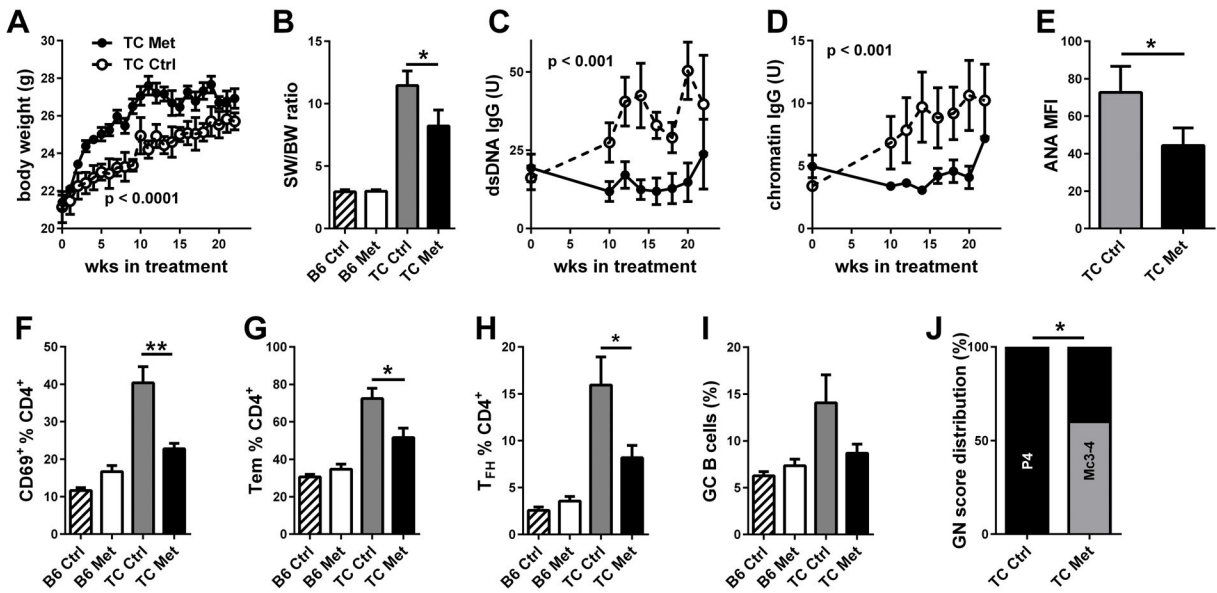 A
TC Met
TC Ctrl
body weight (g)
28
26
24
22
20
p < 0.0001
0 5 10 15 20
wks in treatment
B
SW/BW ratio
15
10
5
0
*
B6 Ctrl
B6 Met
TC Ctrl
TC Met
C
dsDNA IgG (U)
50
25
0
p < 0.001
0 5 10 15 20
wks in treatment
D
chromatin IgG (U)
15
10
5
0
p < 0.001
0 5 10 15 20
wks in treatment
E
ANA MFI
100
80
60
40
20
0
*
TC Ctrl
TC Met
F
CD69+ % CD4+
50
40
30
20
10
0
**
B6 Ctrl
B6 Met
TC Ctrl
TC Met
G
Tem % CD4+
100
80
60
40
20
0
*
B6 Ctrl
B6 Met
TC Ctrl
TC Met
H
TFH % CD4+
20
15
10
5
0
*
B6 Ctrl
B6 Met
TC Ctrl
TC Met
I
GC B cells (%)
20
15
10
5
0
B6 Ctrl
B6 Met
TC Ctrl
TC Met
J
GN score distribution (%)
100
50
0
*
P4
Mc3-4
TC Ctrl
TC Met